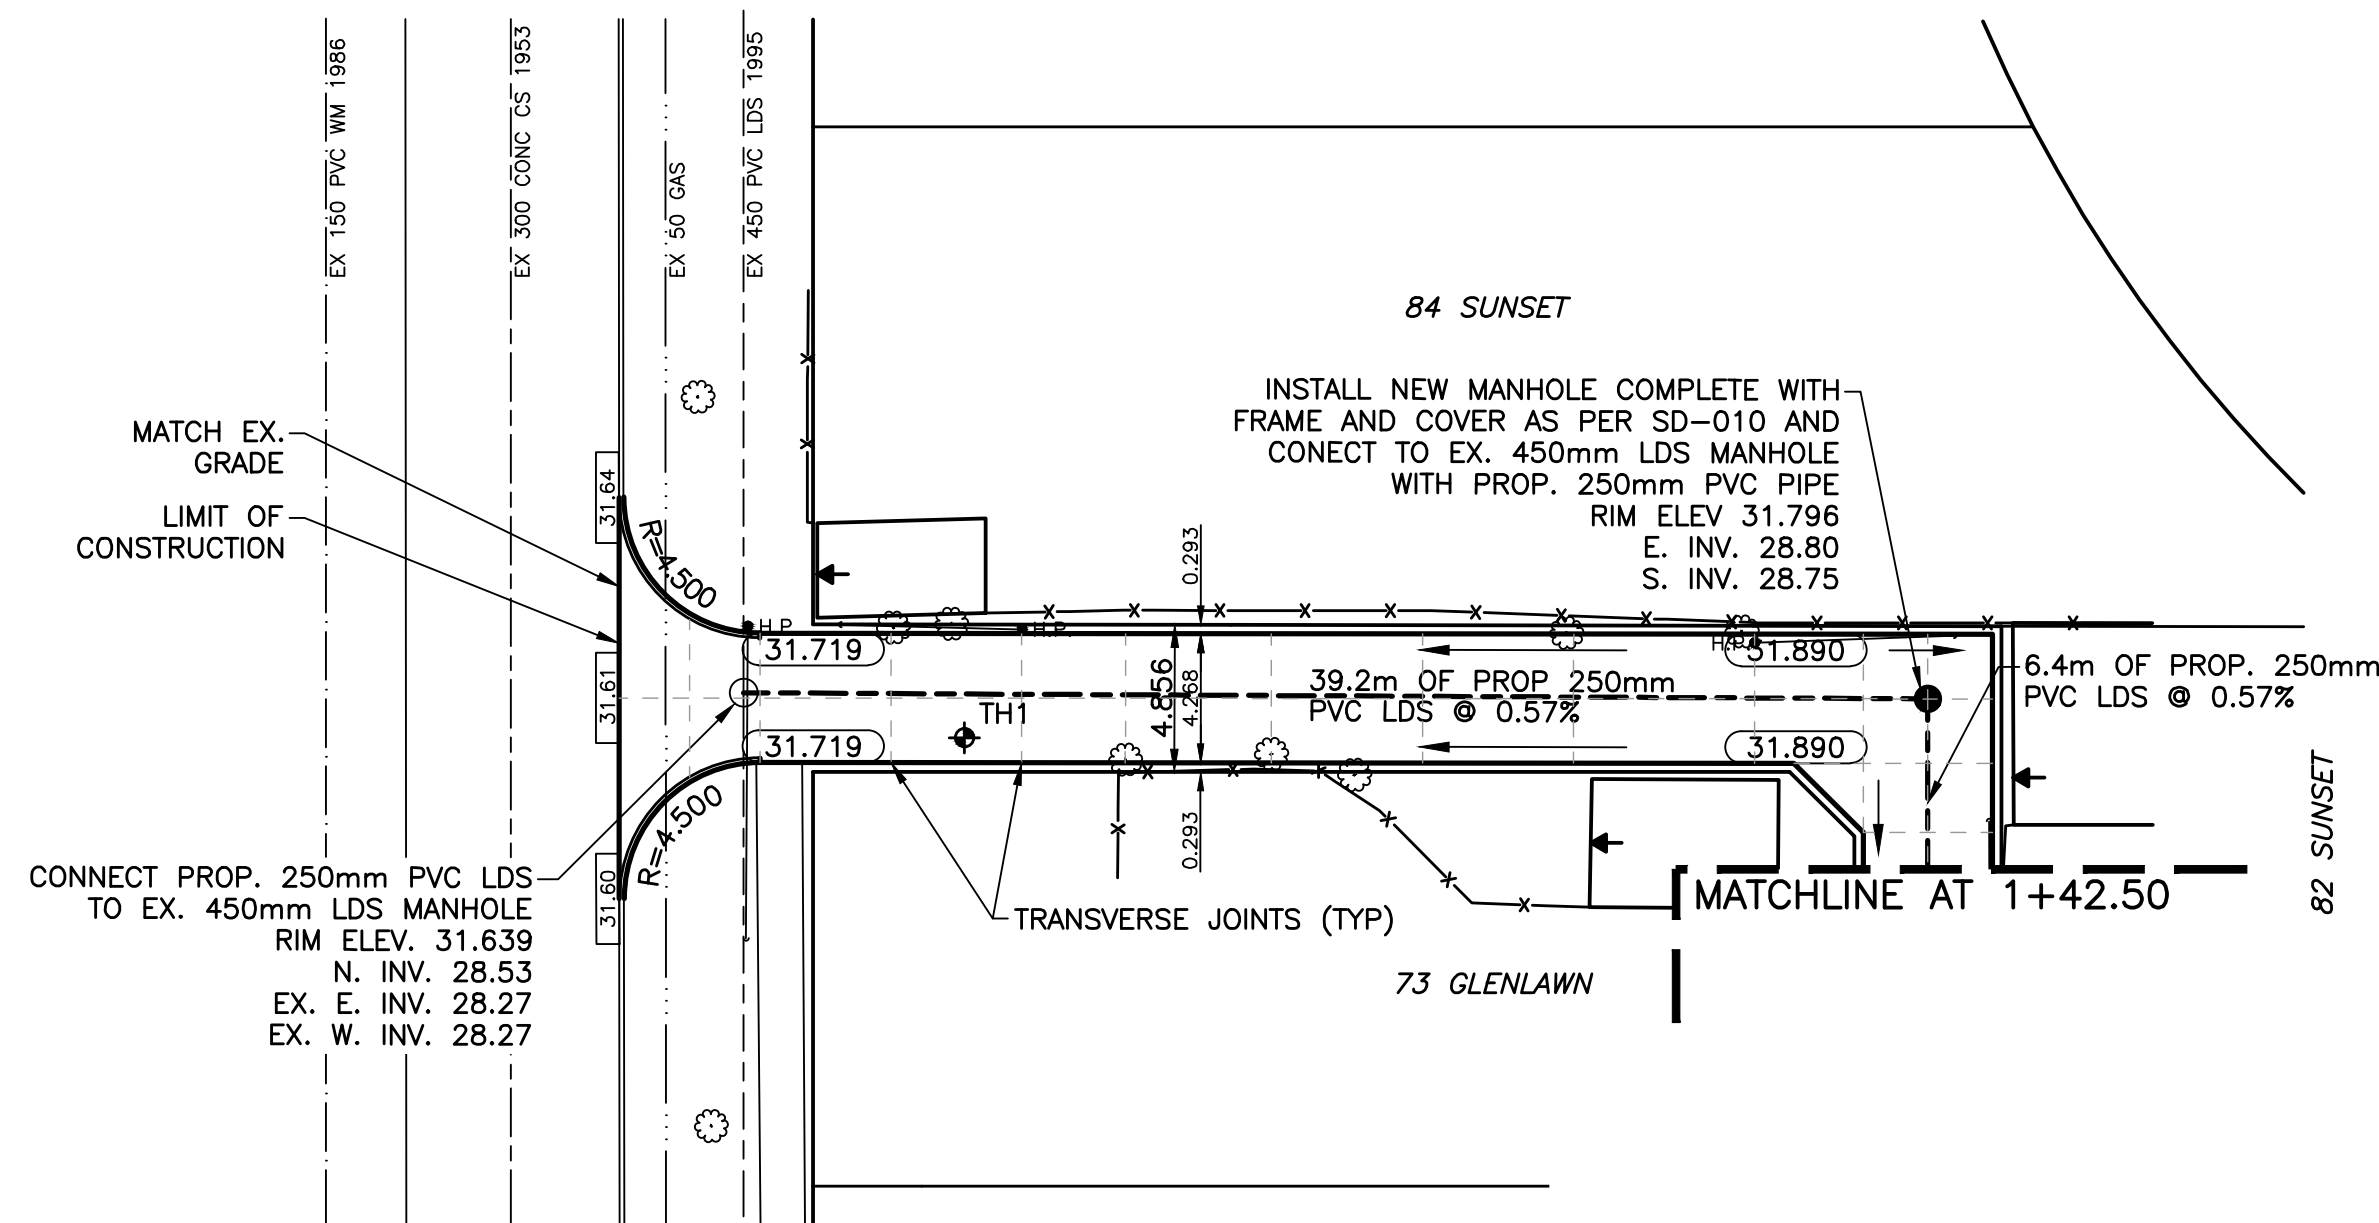 EX 150 PVC WM 1986
EX 300 CONC CS 1953
EX 50 GAS
EX 450 PVC LDS 1995
84 SUNSET
INSTALL NEW MANHOLE COMPLETE WITH
FRAME AND COVER AS PER SD-010 AND
CONECT TO EX. 450mm LDS MANHOLE
WITH PROP. 250mm PVC PIPE
RIM ELEV 31.796
E. INV. 28.80
S. INV. 28.75
MATCH EX.
GRADE
LIMIT OF
CONSTRUCTION
31.64
R=4.500
0.293
H.P.
H.P.
H.P.
31.719
31.890
31.61
4.856
4.268
39.2m OF PROP 250mm
PVC LDS @ 0.57%
6.4m OF PROP. 250mm
PVC LDS @ 0.57%
TH1
31.719
31.890
R=4.500
0.293
31.60
82 SUNSET
CONNECT PROP. 250mm PVC LDS
TO EX. 450mm LDS MANHOLE
RIM ELEV. 31.639
N. INV. 28.53
EX. E. INV. 28.27
EX. W. INV. 28.27
TRANSVERSE JOINTS (TYP)
MATCHLINE AT 1+42.50
73 GLENLAWN